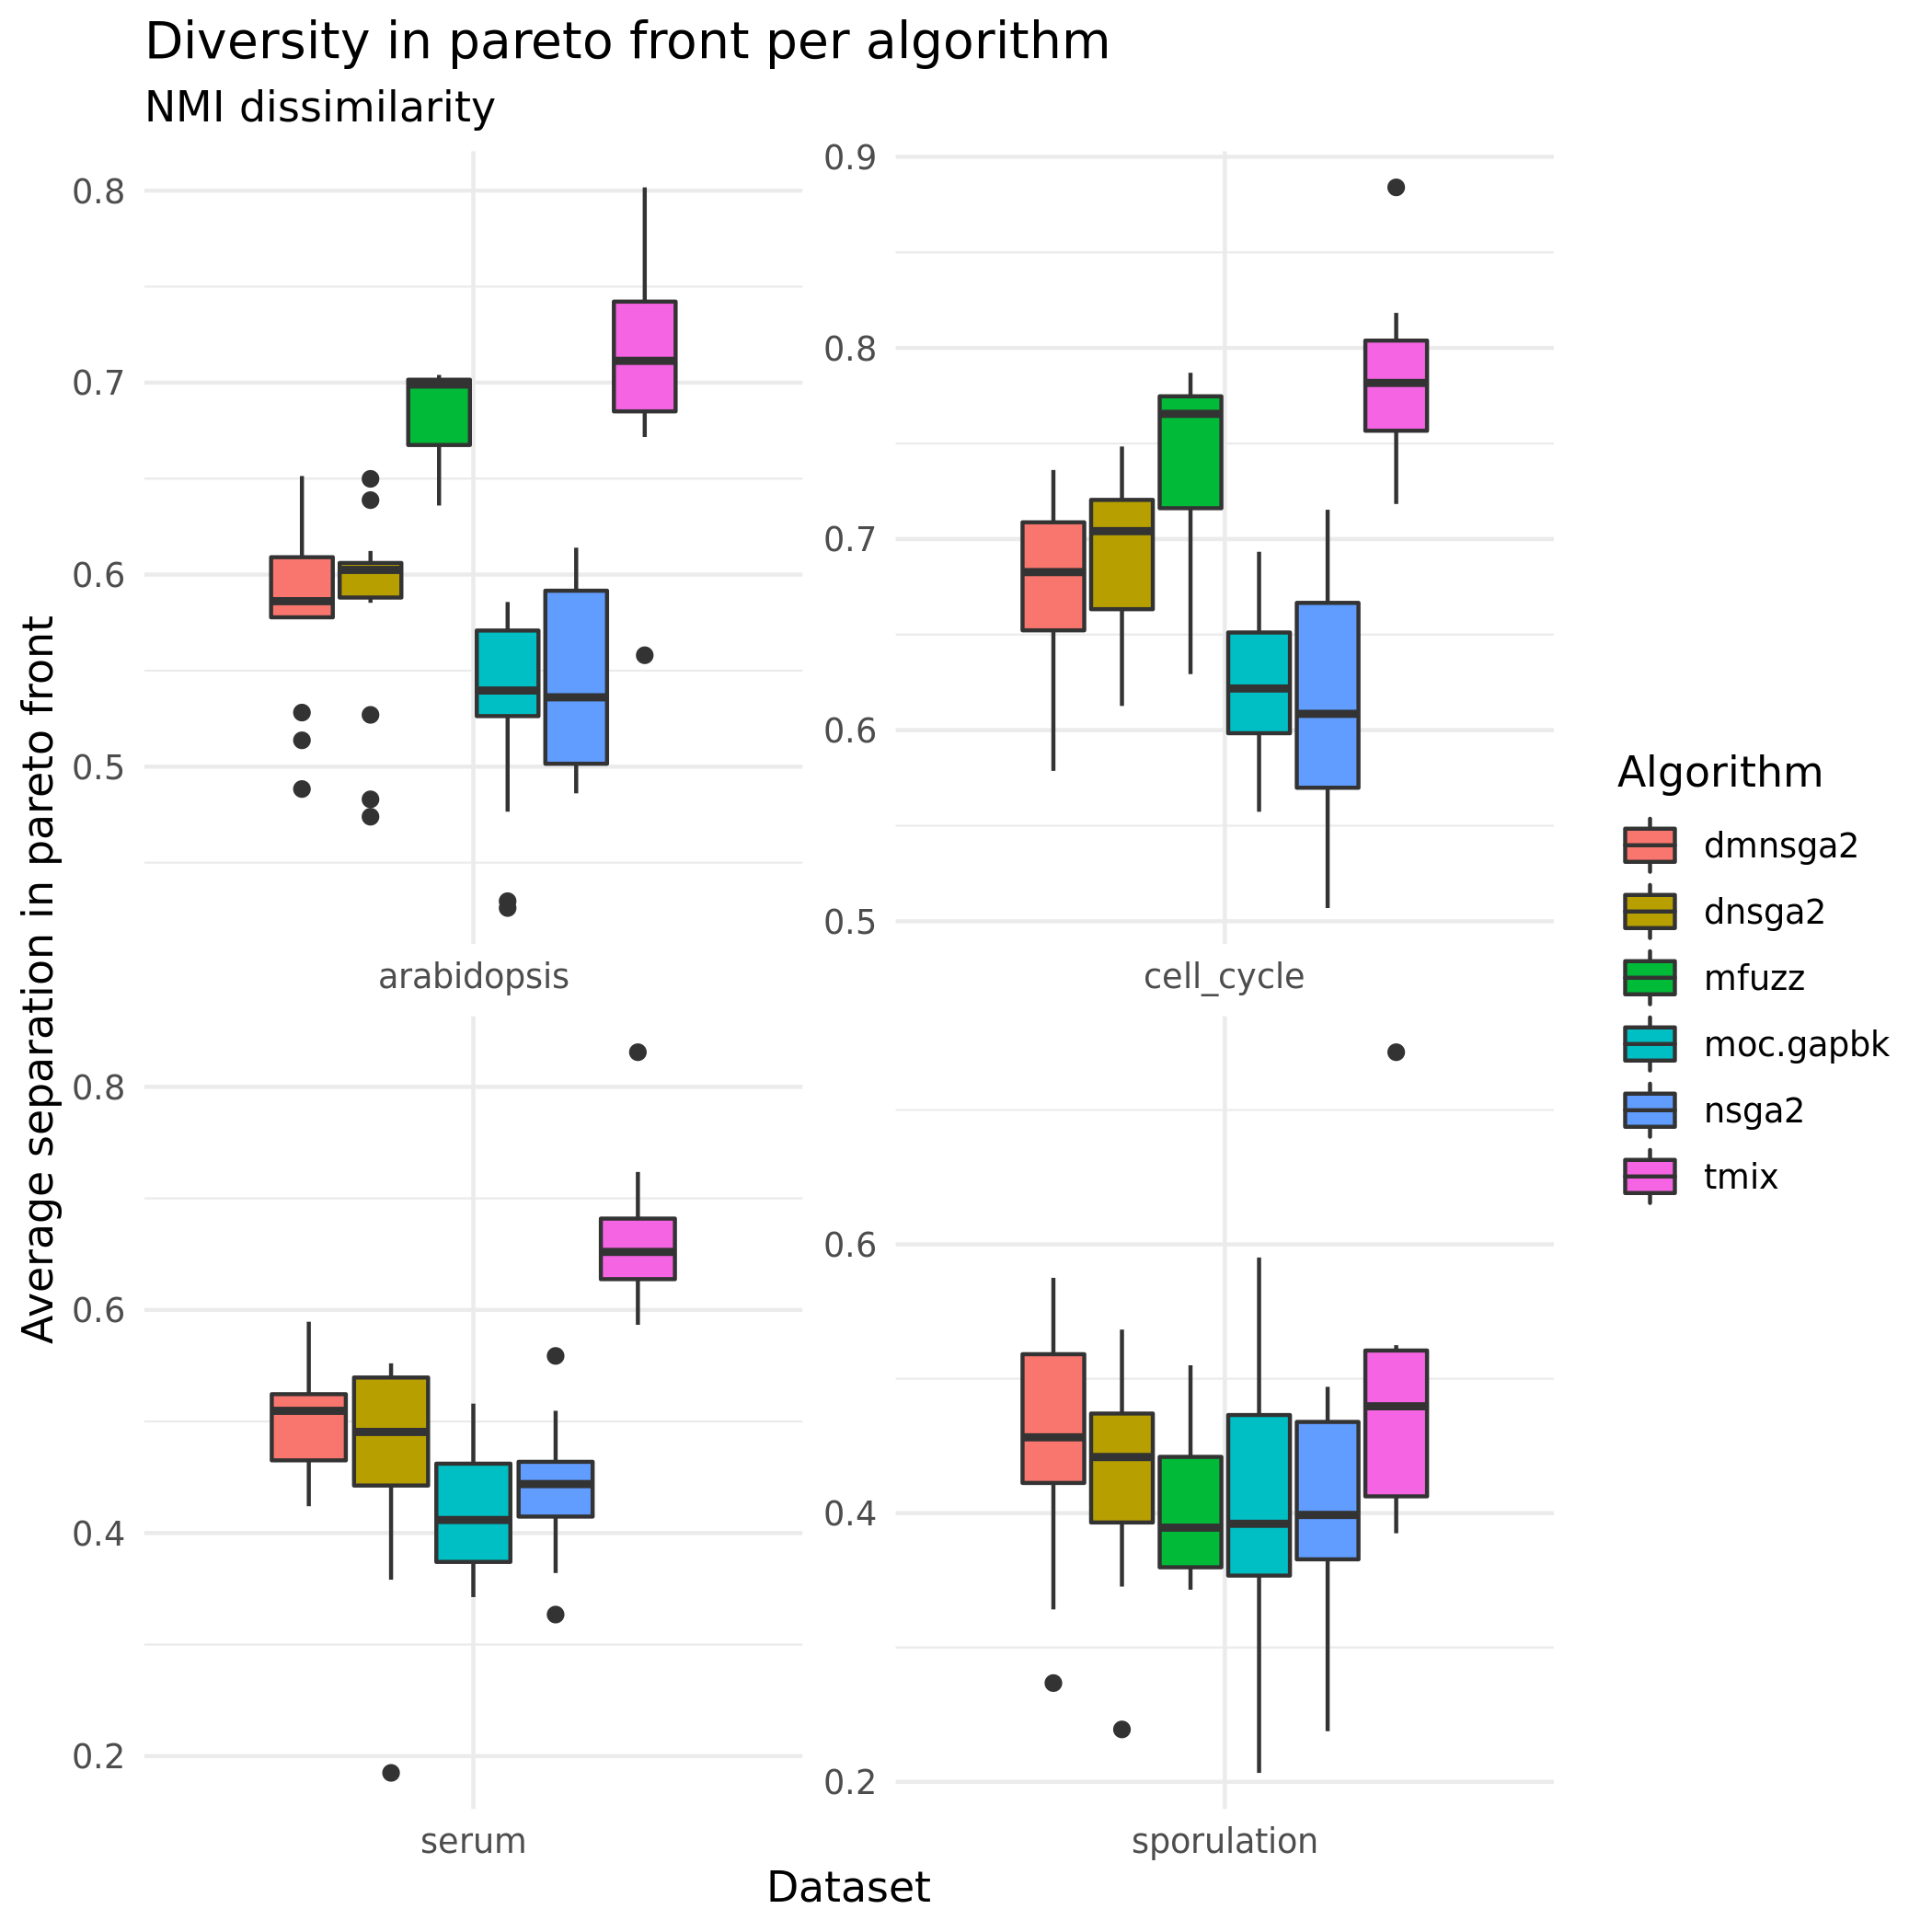 Diversity in pareto front per algorithm
NMI dissimilarity
Average separation in pareto front
0.8
0.7
0.6
0.5
arabidopsis
0.9
0.8
0.7
0.6
0.5
cell_cycle
0.8
0.6
0.4
0.2
serum
0.6
0.4
0.2
sporulation
Dataset
Algorithm
dmnsga2
dnsga2
mfuzz
moc.gapbk
nsga2
tmix